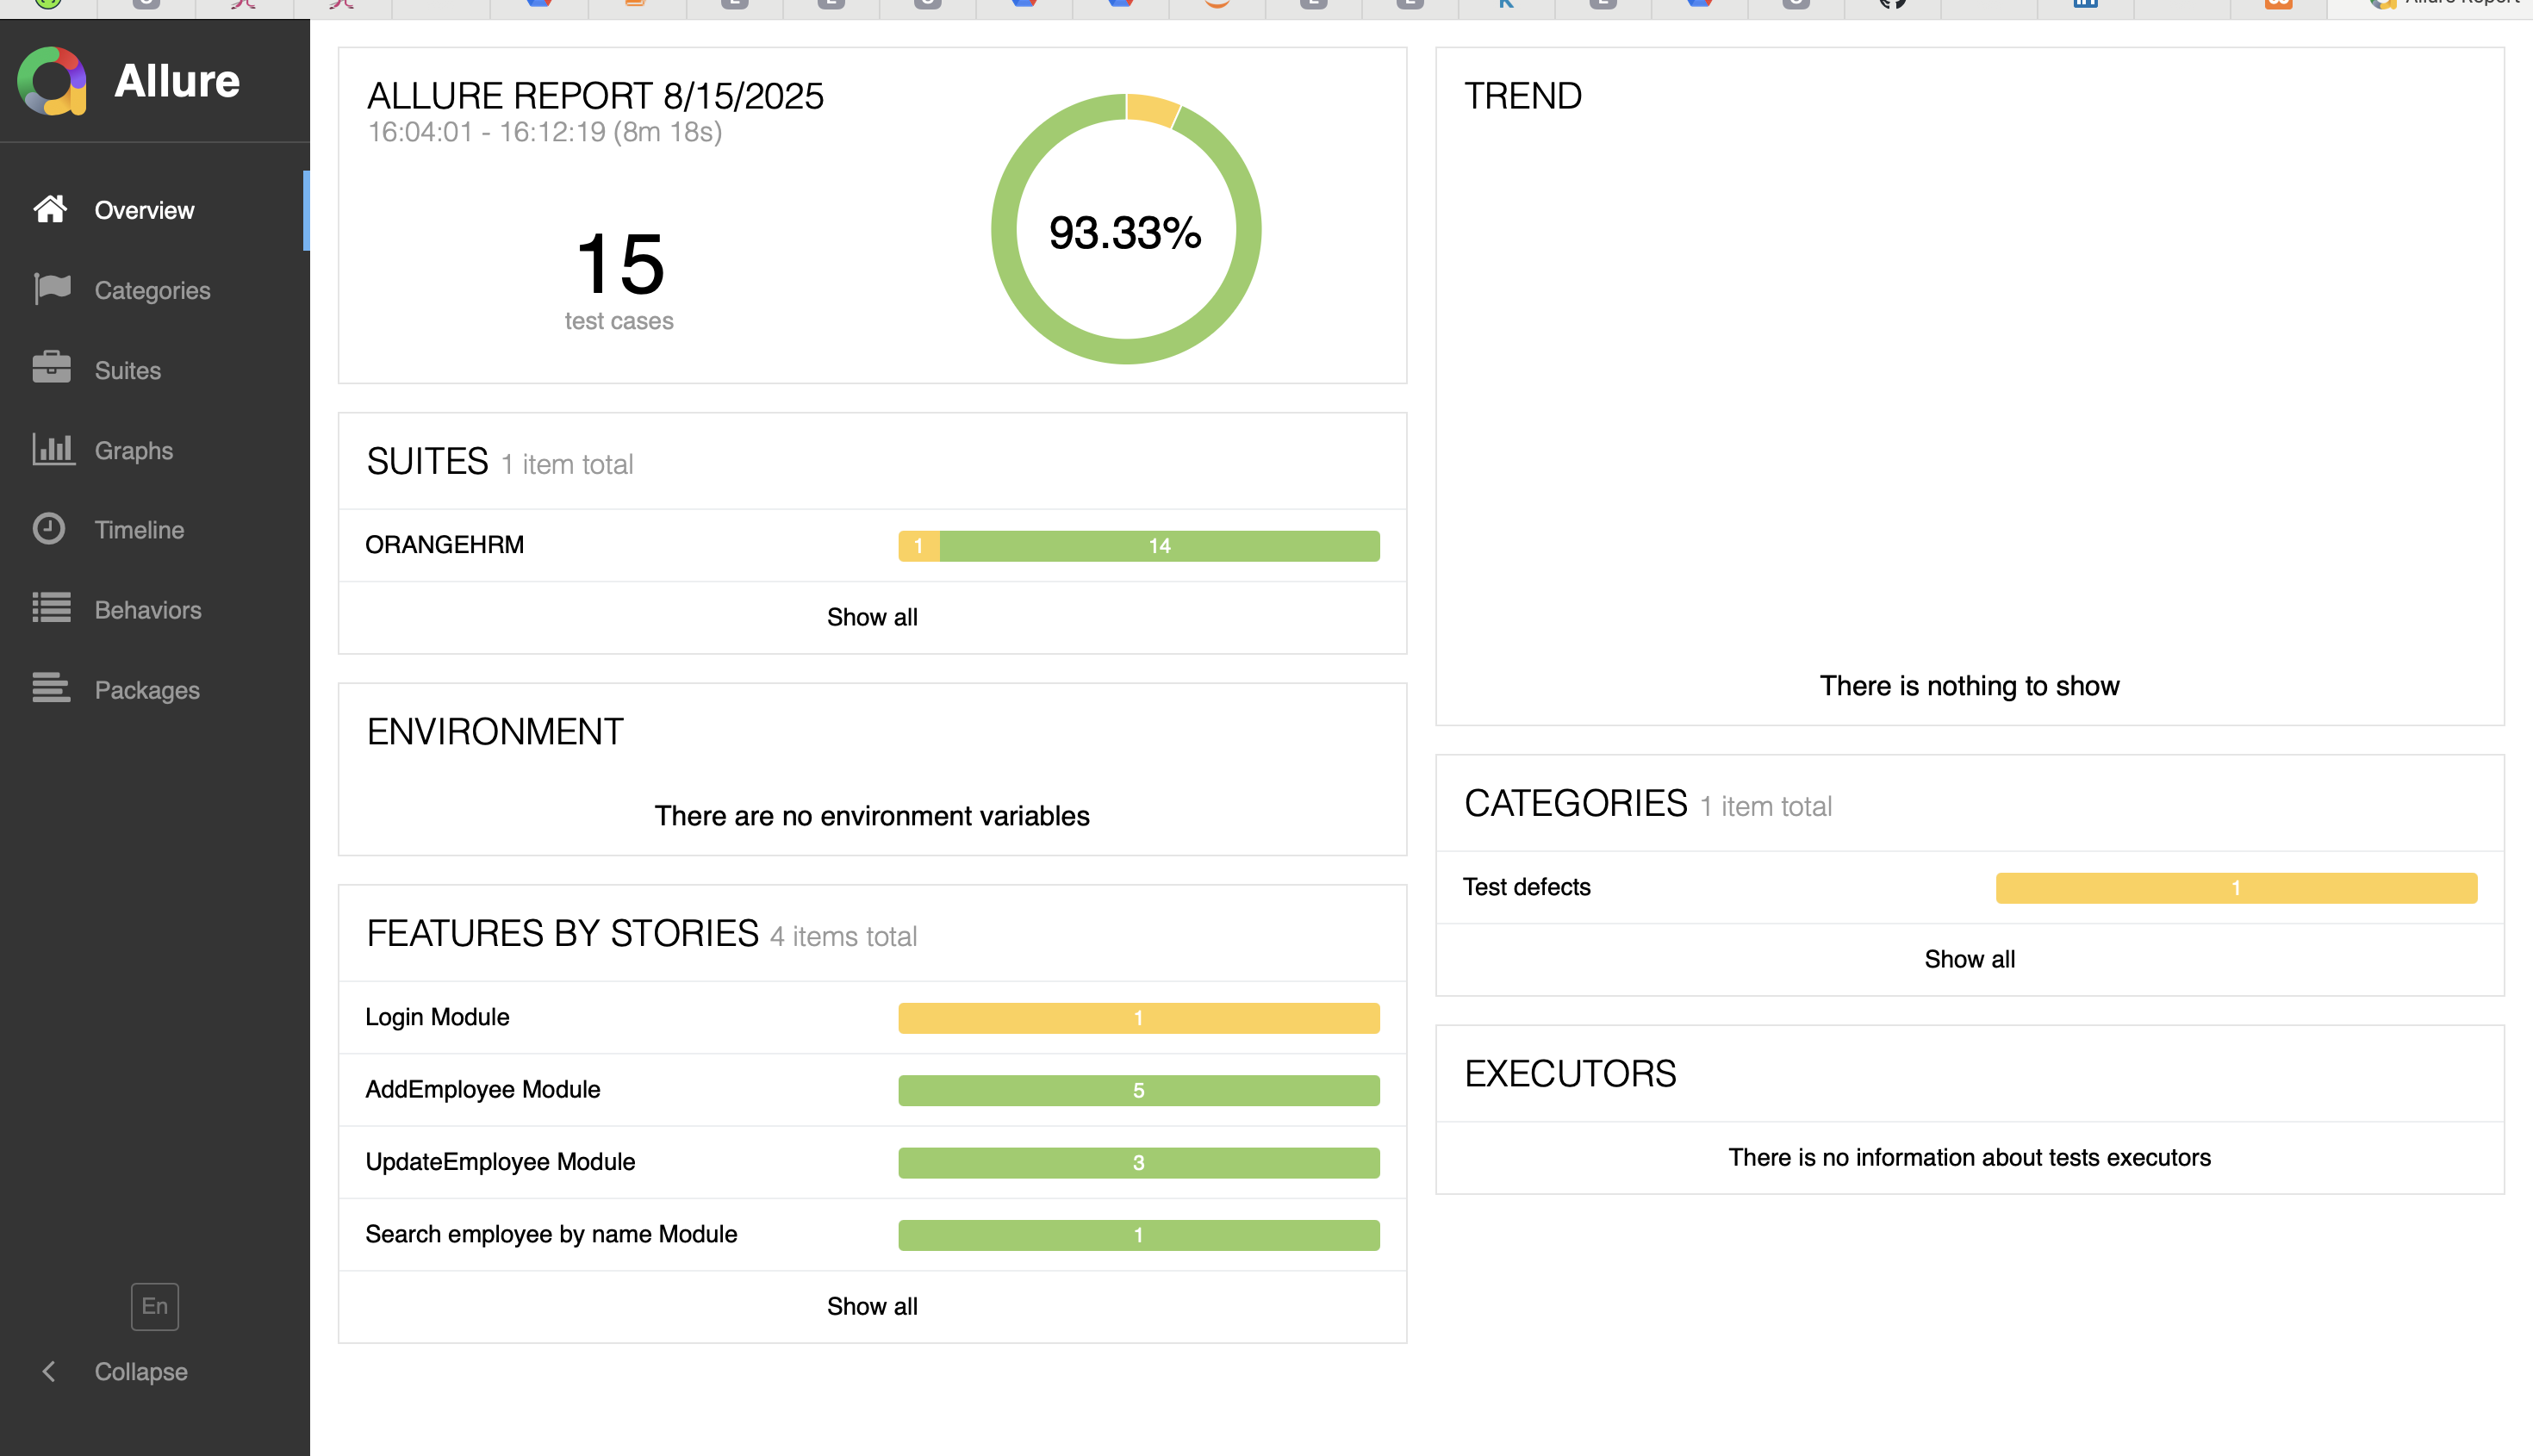 Allure Report
Allure
Overview
Categories
Suites
Graphs
Timeline
Behaviors
Packages
En
Collapse
ALLURE REPORT 8/15/2025
16:04:01 - 16:12:19 (8m 18s)
15
test cases
93.33%
SUITES 1 item total
ORANGEHRM 1 14
Show all
ENVIRONMENT
There are no environment variables
FEATURES BY STORIES 4 items total
Login Module 1
AddEmployee Module 5
UpdateEmployee Module 3
Search employee by name Module 1
Show all
TREND
There is nothing to show
CATEGORIES 1 item total
Test defects 1
Show all
EXECUTORS
There is no information about tests executors